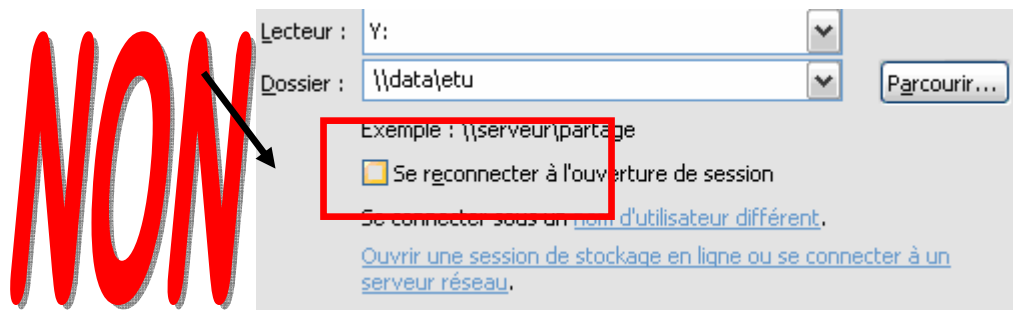 NON
Lecteur : Y:
Dossier : \\data\etu Parcourir...
Exemple : \\serveur\partage
Se reconnecter à l'ouverture de session
Se connecter sous un nom d'utilisateur différent.
Ouvrir une session de stockage en ligne ou se connecter à un
serveur réseau.